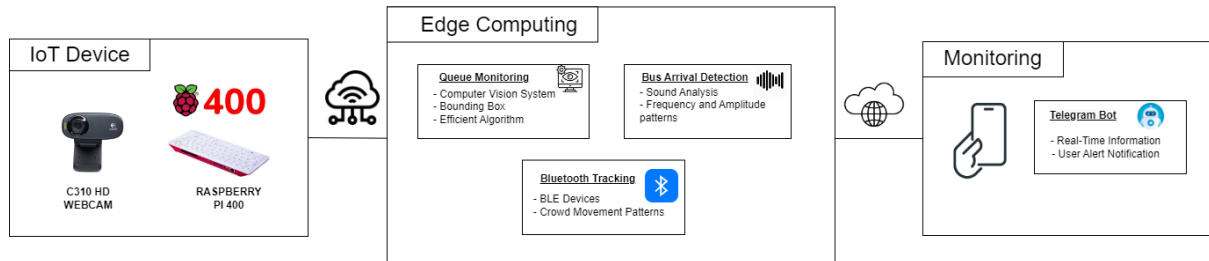 IoT Device
400
C310 HD
WEBCAM
RASPBERRY
PI 400
Edge Computing
Queue Monitoring
- Computer Vision System
- Bounding Box
- Efficient Algorithm
Bus Arrival Detection
- Sound Analysis
- Frequency and Amplitude
patterns
Bluetooth Tracking
- BLE Devices
- Crowd Movement Patterns
Monitoring
Telegram Bot
- Real-Time Information
- User Alert Notification